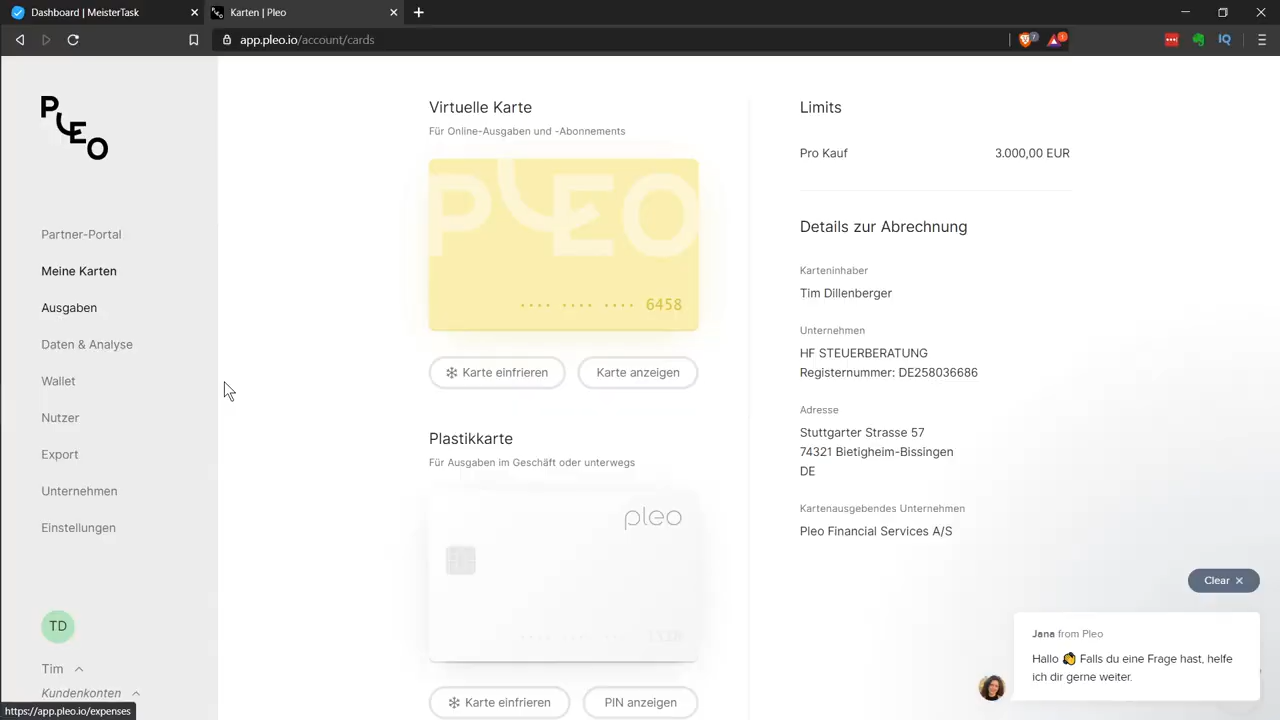 Dashboard | MeisterTask
Karten | Pleo
app.pleo.io/account/cards
PLEO
Partner-Portal
Meine Karten
Ausgaben
Daten & Analyse
Wallet
Nutzer
Export
Unternehmen
Einstellungen
TD
Tim
Kundenkonten
https://app.pleo.io/expenses
Virtuelle Karte
Für Online-Ausgaben und -Abonnements
PLEO
•••• •••• •••• 6458
Karte einfrieren
Karte anzeigen
Plastikkarte
Für Ausgaben im Geschäft oder unterwegs
pleo
Karte einfrieren
PIN anzeigen
Limits
Pro Kauf 3.000,00 EUR
Details zur Abrechnung
Karteninhaber
Tim Dillenberger
Unternehmen
HF STEUERBERATUNG
Registernummer: DE258036686
Adresse
Stuttgarter Strasse 57
74321 Bietigheim-Bissingen
DE
Kartenausgebendes Unternehmen
Pleo Financial Services A/S
Clear ×
Jana from Pleo
Hallo 👏 Falls du eine Frage hast, helfe
ich dir gerne weiter.